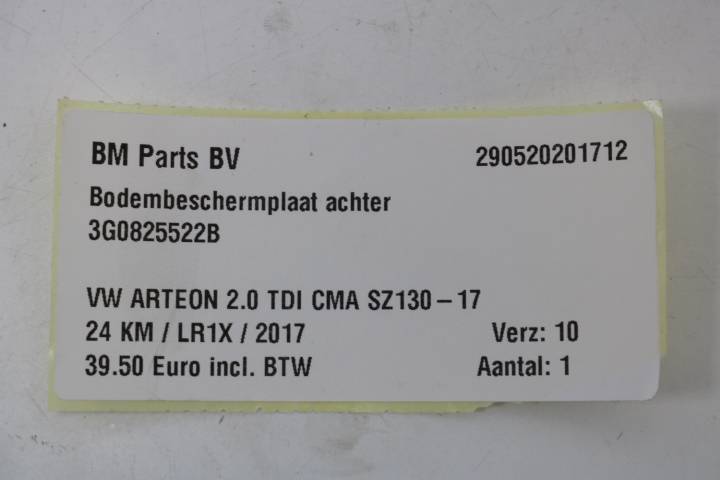 BM Parts BV 290520201712
Bodembeschermplaat achter
3G0825522B
VW ARTEON 2.0 TDI CMA SZ130-17
24 KM / LR1X / 2017 Verz: 10
39.50 Euro incl. BTW Aantal: 1